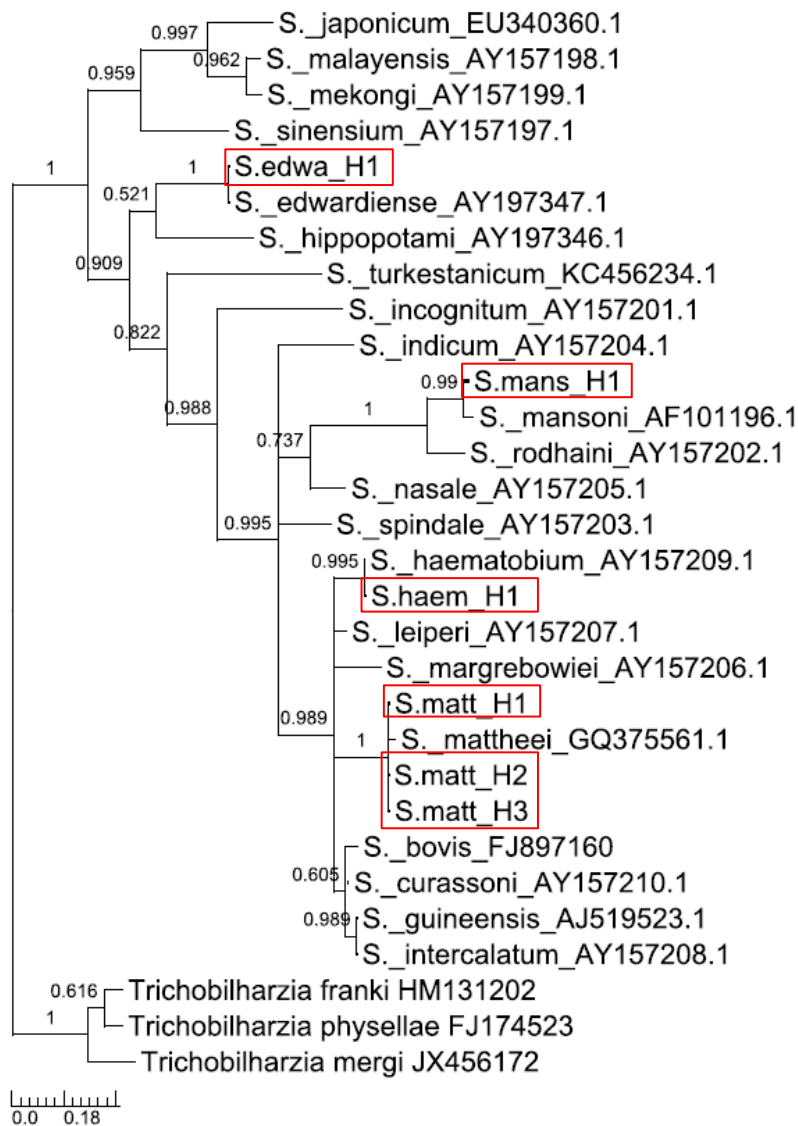 S._japonicum_EU340360.1
0.997
0.962
S._malayensis_AY157198.1
0.959
S._mekongi_AY157199.1
S._sinensium_AY157197.1
1
1
S.edwa_H1
0.521
S._edwardiense_AY197347.1
S._hippopotami_AY197346.1
0.909
S._turkestanicum_KC456234.1
S._incognitum_AY157201.1
0.822
S._indicum_AY157204.1
0.99
S.mans_H1
0.988
1
S._mansoni_AF101196.1
0.737
S._rodhaini_AY157202.1
S._nasale_AY157205.1
0.995
S._spindale_AY157203.1
0.995
S._haematobium_AY157209.1
S.haem_H1
S._leiperi_AY157207.1
S._margrebowiei_AY157206.1
S.matt_H1
0.989
1
S._mattheei_GQ375561.1
S.matt_H2
S.matt_H3
S._bovis_FJ897160
0.605
S._curassoni_AY157210.1
0.989
S._guineensis_AJ519523.1
S._intercalatum_AY157208.1
0.616
Trichobilharzia franki HM131202
1
Trichobilharzia physellae FJ174523
Trichobilharzia mergi JX456172
0.0 0.18